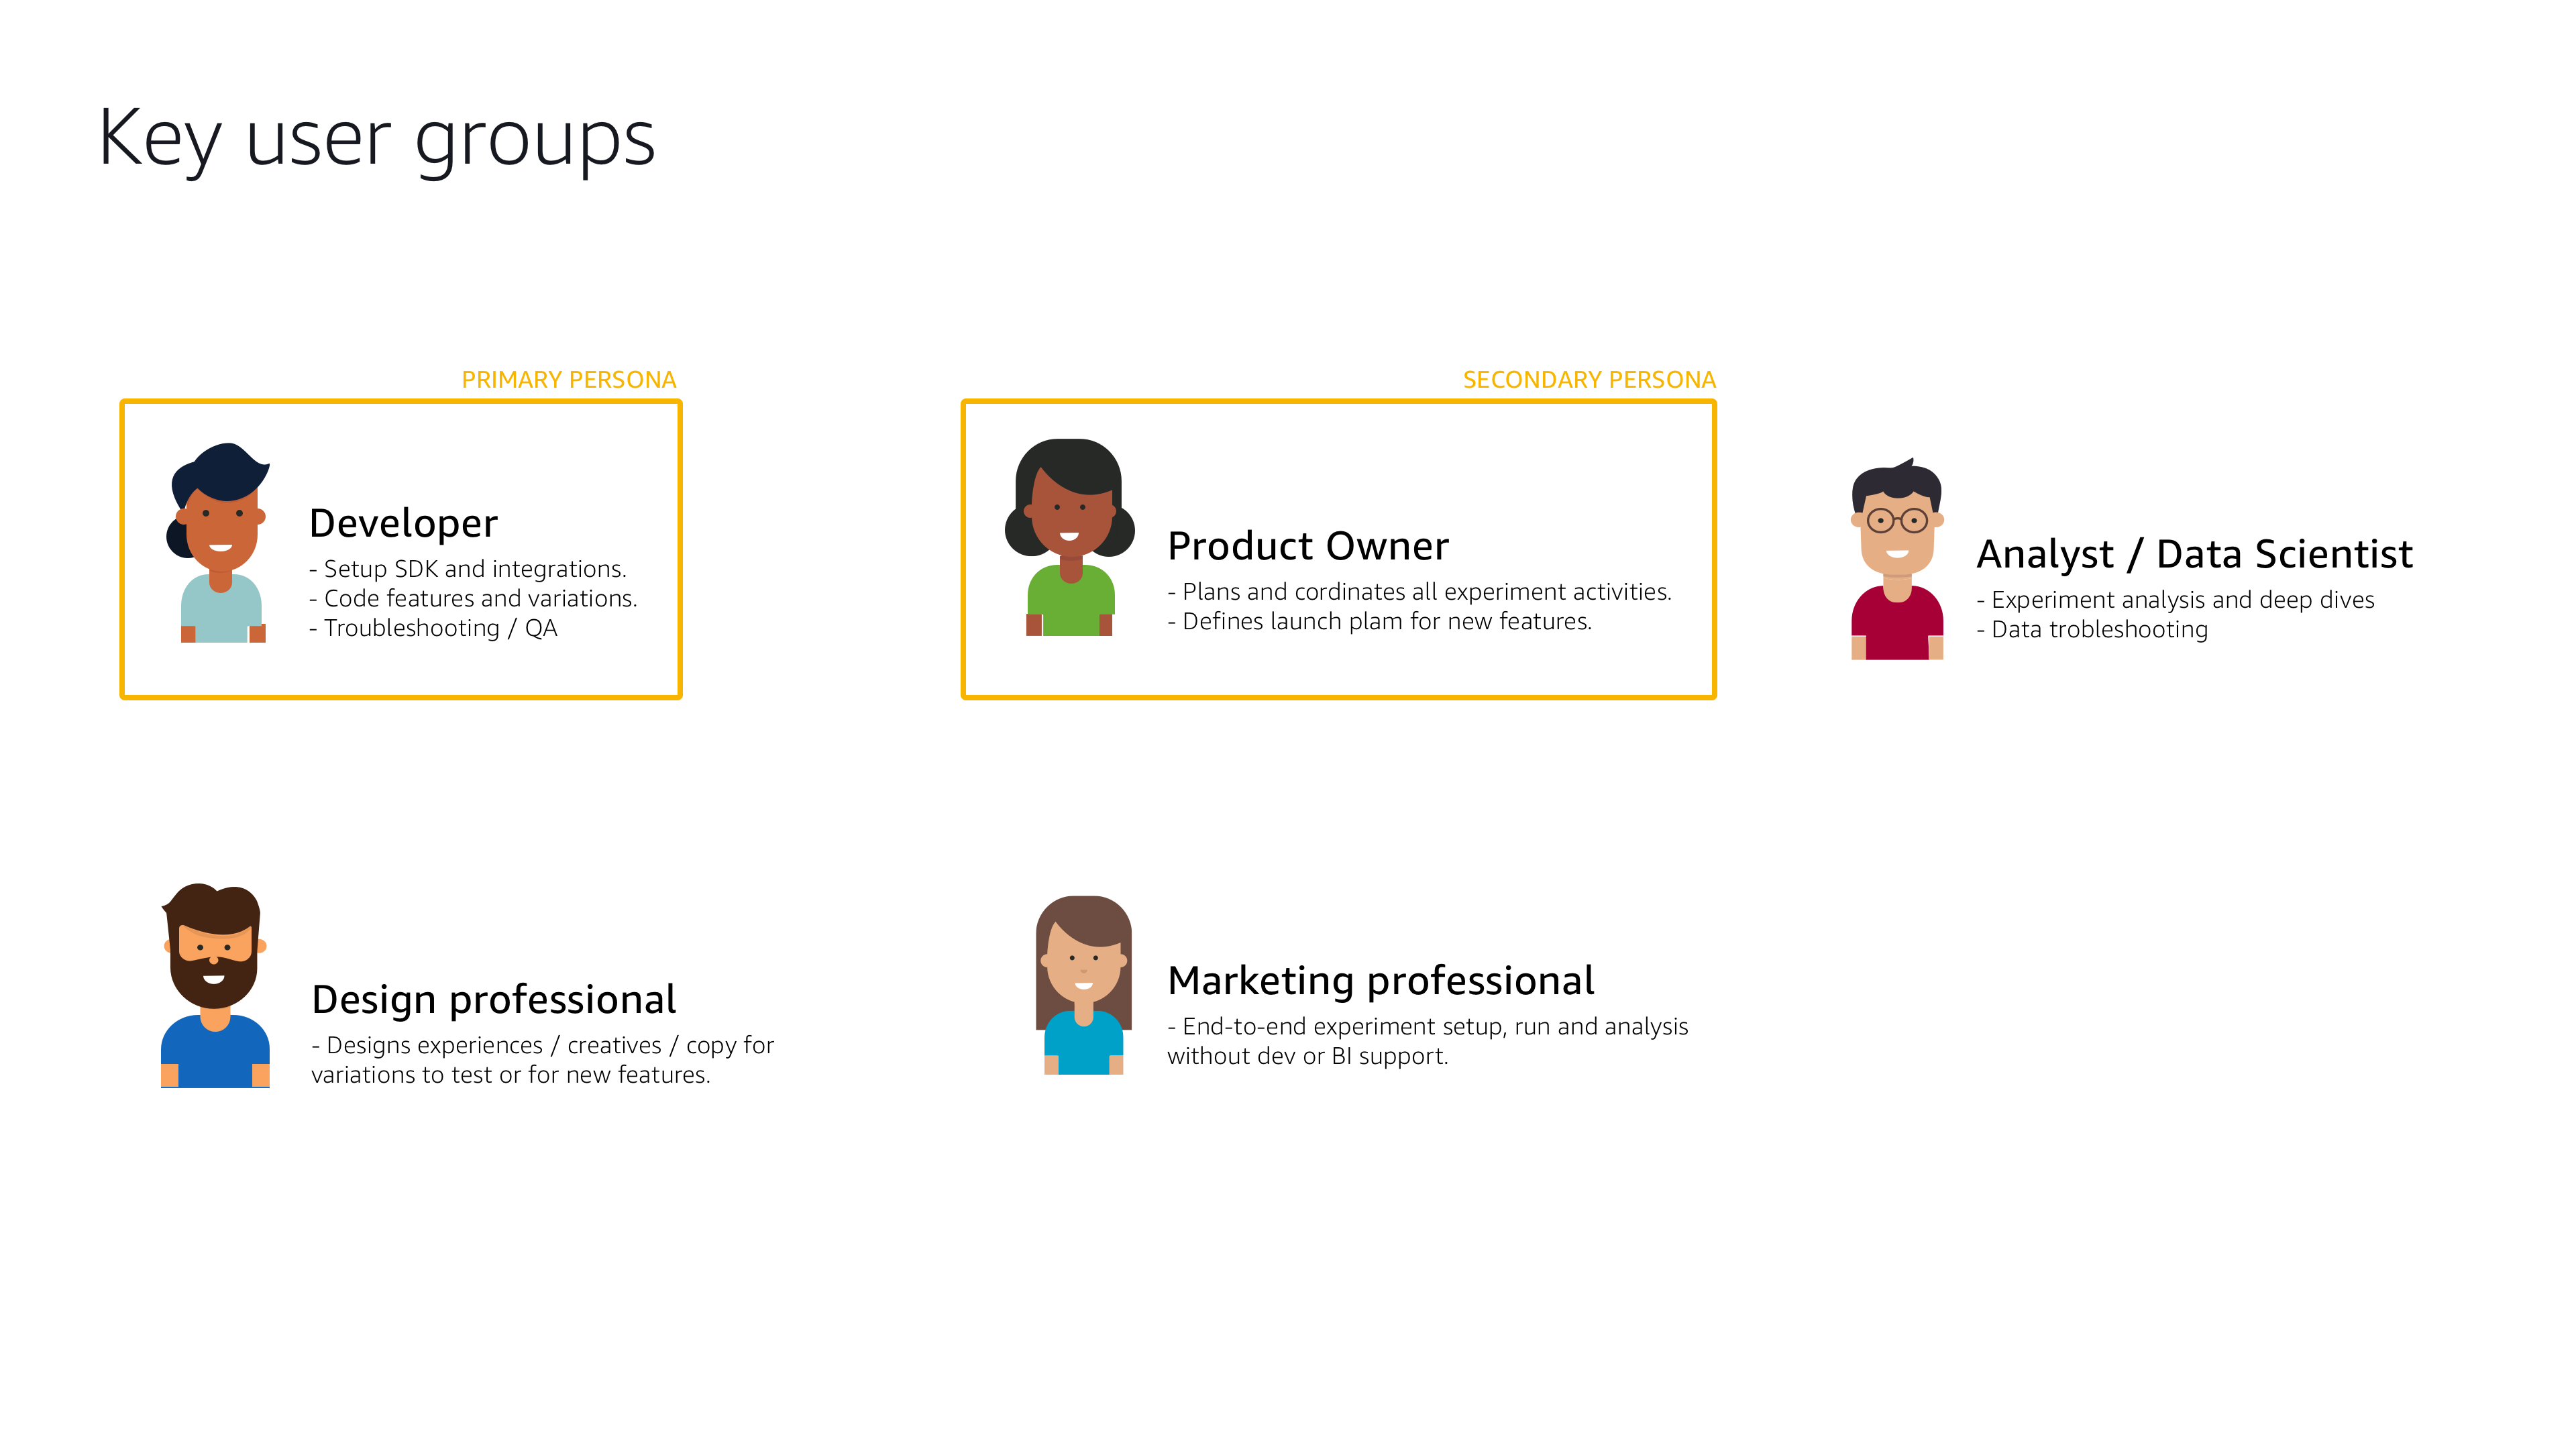 Key user groups
PRIMARY PERSONA
Developer
- Setup SDK and integrations.
- Code features and variations.
- Troubleshooting / QA
SECONDARY PERSONA
Product Owner
- Plans and cordinates all experiment activities.
- Defines launch plam for new features.
Analyst / Data Scientist
- Experiment analysis and deep dives
- Data trobleshooting
Design professional
- Designs experiences / creatives / copy for
variations to test or for new features.
Marketing professional
- End-to-end experiment setup, run and analysis
without dev or BI support.